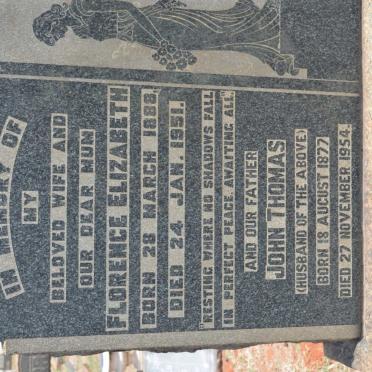 IN MEMORY OF
MY
BELOVED WIFE AND
OUR DEAR MUM
FLORENCE ELIZABETH
BORN 28 MARCH 1888.
DIED 24 JAN. 1951.
"RESTING WHERE NO SHADOWS FALL
IN PERFECT PEACE AWAITING ALL"
AND OUR FATHER
JOHN THOMAS
(HUSBAND OF THE ABOVE)
BORN 18 AUGUST 1877
DIED 27 NOVEMBER 1954.